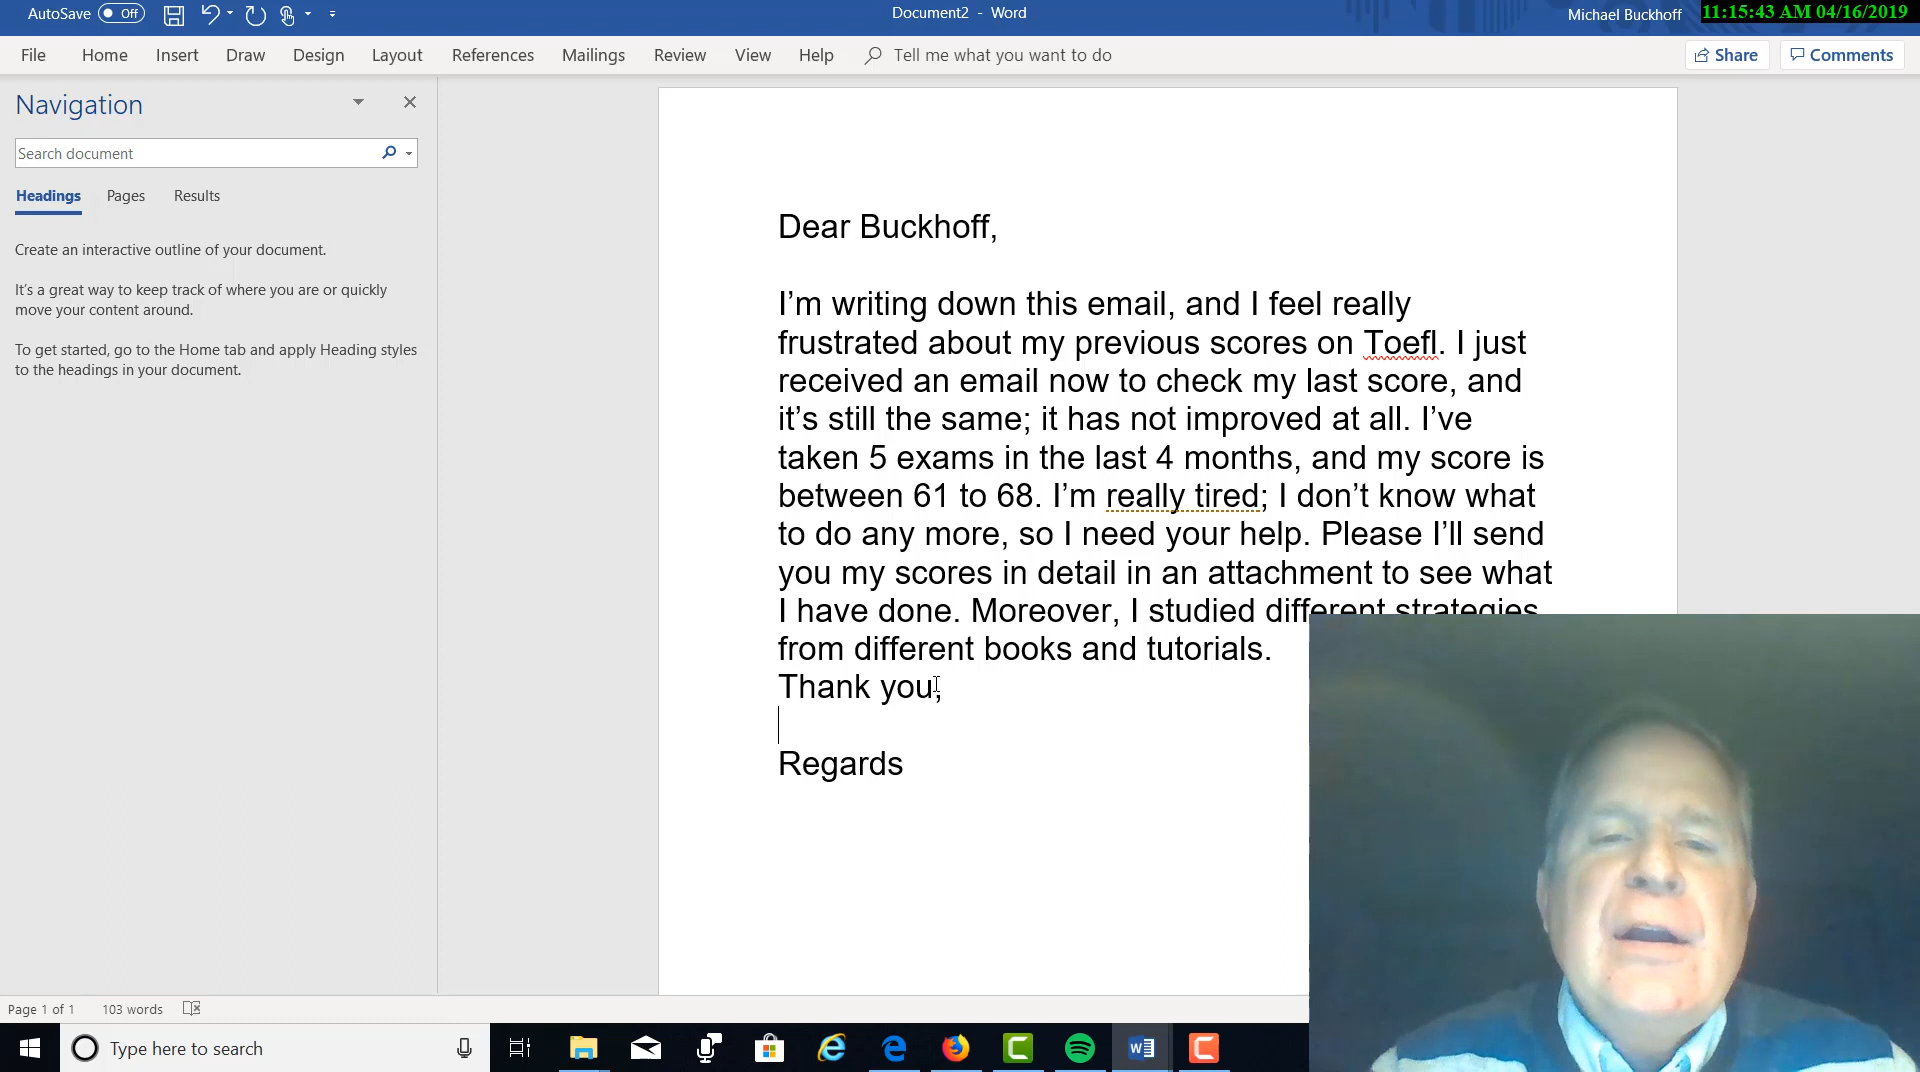 AutoSave Off Document2 - Word Michael Buckhoff 11:15:43 AM 04/16/2019
File Home Insert Draw Design Layout References Mailings Review View Help Tell me what you want to do Share Comments
Navigation
Search document
Headings Pages Results
Create an interactive outline of your document.
It's a great way to keep track of where you are or quickly
move your content around.
To get started, go to the Home tab and apply Heading styles
to the headings in your document.
Dear Buckhoff,
I'm writing down this email, and I feel really
frustrated about my previous scores on Toefl. I just
received an email now to check my last score, and
it's still the same; it has not improved at all. I've
taken 5 exams in the last 4 months, and my score is
between 61 to 68. I'm really tired; I don't know what
to do any more, so I need your help. Please I'll send
you my scores in detail in an attachment to see what
I have done. Moreover, I studied different strategies
from different books and tutorials.
Thank you,
Regards
Page 1 of 1 103 words
Type here to search